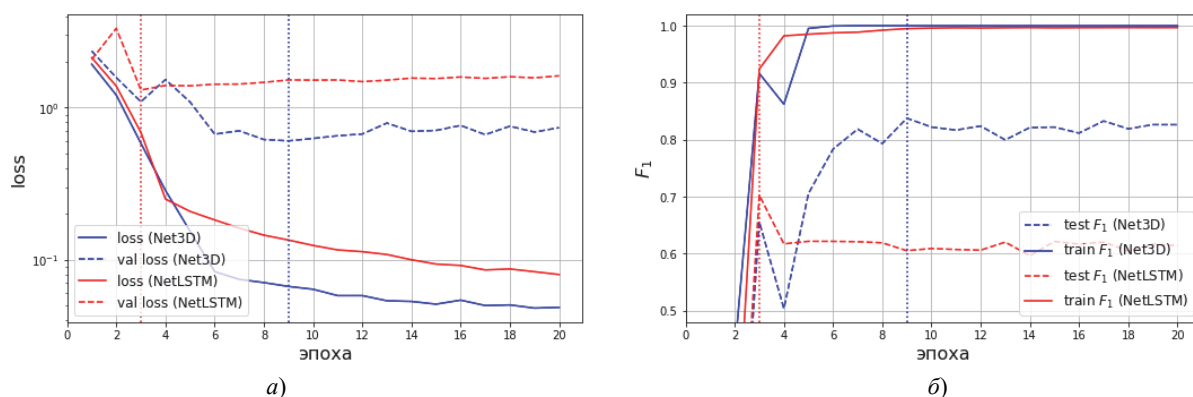 loss
10⁰
10⁻¹
loss (Net3D)
val loss (Net3D)
loss (NetLSTM)
val loss (NetLSTM)
0 2 4 6 8 10 12 14 16 18 20
эпоха
а)
F₁
1.0
0.9
0.8
0.7
0.6
0.5
test F₁ (Net3D)
train F₁ (Net3D)
test F₁ (NetLSTM)
train F₁ (NetLSTM)
0 2 4 6 8 10 12 14 16 18 20
эпоха
б)